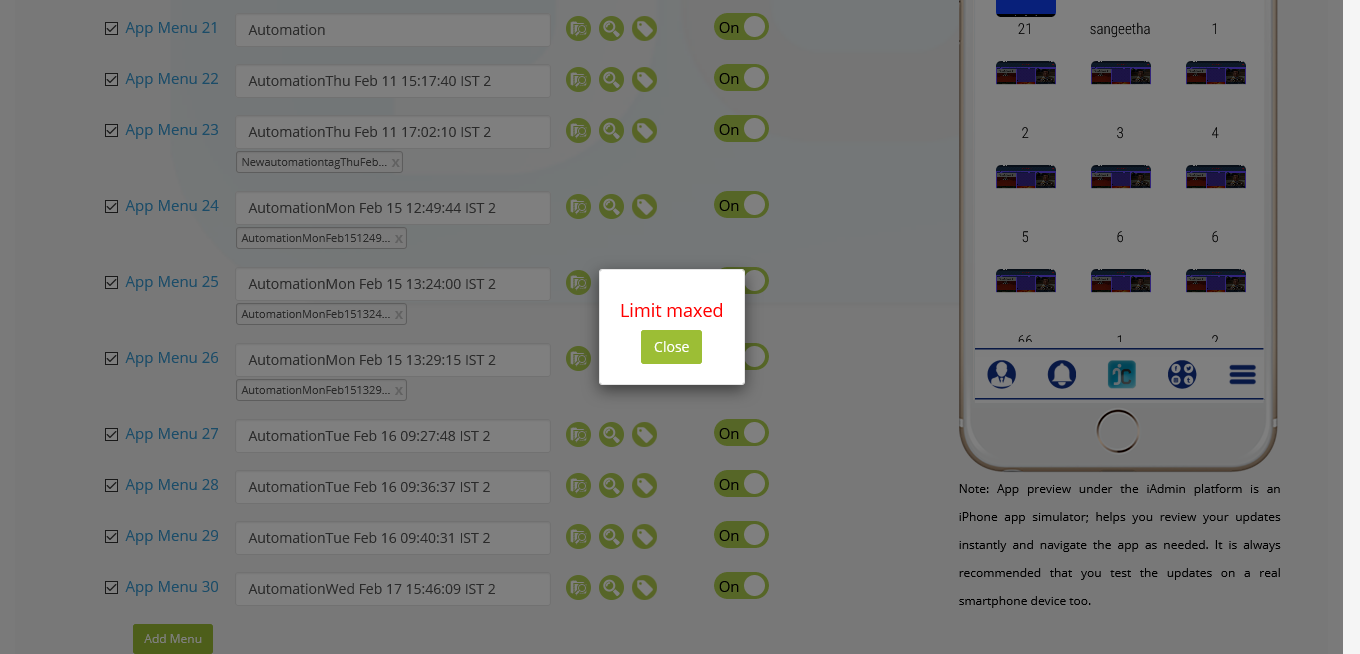 App Menu 21
Automation
On
App Menu 22
AutomationThu Feb 11 15:17:40 IST 2
On
App Menu 23
AutomationThu Feb 11 17:02:10 IST 2
On
NewautomationtagThuFeb... x
App Menu 24
AutomationMon Feb 15 12:49:44 IST 2
On
AutomationMonFeb151249... x
App Menu 25
AutomationMon Feb 15 13:24:00 IST 2
AutomationMonFeb151324... x
App Menu 26
AutomationMon Feb 15 13:29:15 IST 2
AutomationMonFeb151329... x
App Menu 27
AutomationTue Feb 16 09:27:48 IST 2
On
App Menu 28
AutomationTue Feb 16 09:36:37 IST 2
On
App Menu 29
AutomationTue Feb 16 09:40:31 IST 2
On
App Menu 30
AutomationWed Feb 17 15:46:09 IST 2
On
Add Menu
Limit maxed
Close
21 sangeetha 1
2 3 4
5 6 6
66 1 2
jc
Note: App preview under the iAdmin platform is an
iPhone app simulator; helps you review your updates
instantly and navigate the app as needed. It is always
recommended that you test the updates on a real
smartphone device too.